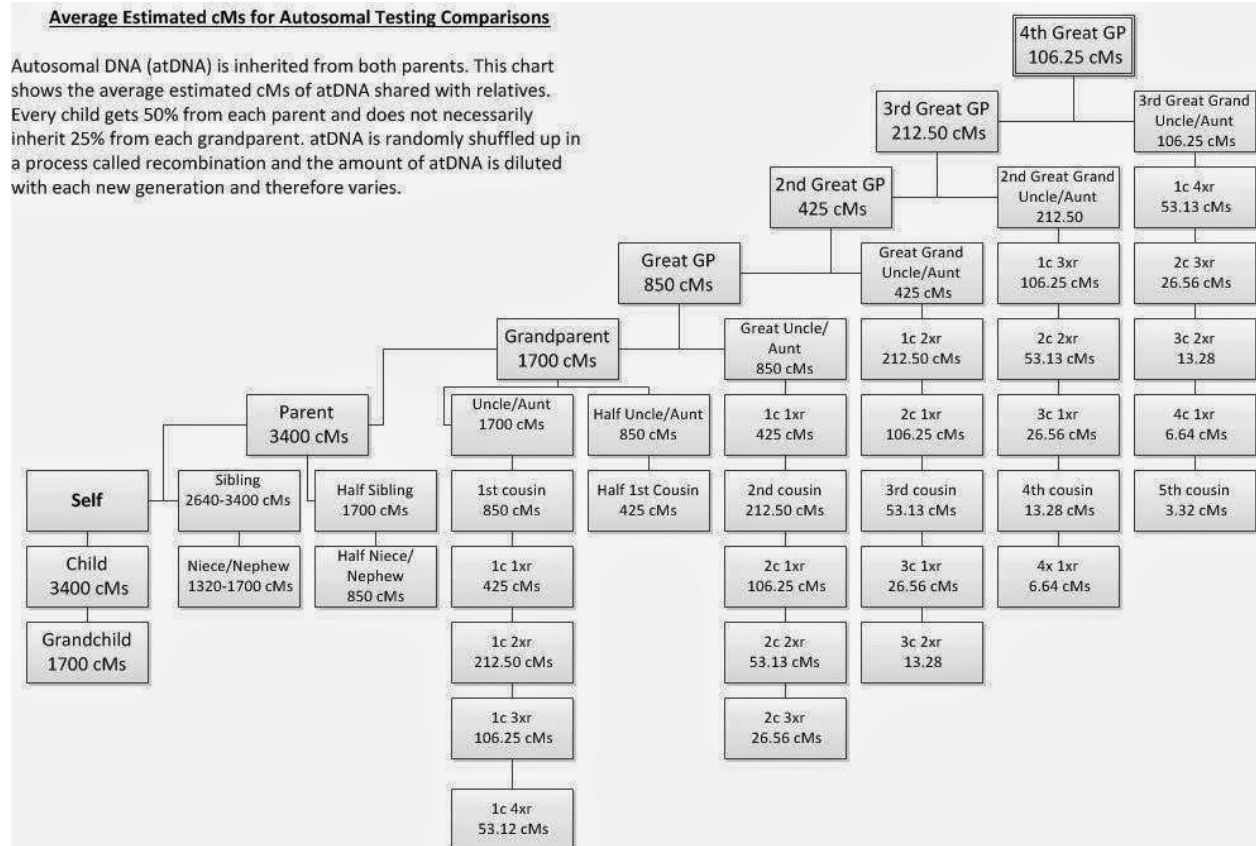 Average Estimated cMs for Autosomal Testing Comparisons
Autosomal DNA (atDNA) is inherited from both parents. This chart
shows the average estimated cMs of atDNA shared with relatives.
Every child gets 50% from each parent and does not necessarily
inherit 25% from each grandparent. atDNA is randomly shuffled up in
a process called recombination and the amount of atDNA is diluted
with each new generation and therefore varies.
4th Great GP
106.25 cMs
3rd Great GP
212.50 cMs
3rd Great Grand
Uncle/Aunt
106.25 cMs
2nd Great GP
425 cMs
2nd Great Grand
Uncle/Aunt
212.50
1c 4xr
53.13 cMs
Great GP
850 cMs
Great Grand
Uncle/Aunt
425 cMs
1c 3xr
106.25 cMs
2c 3xr
26.56 cMs
Grandparent
1700 cMs
Great Uncle/
Aunt
850 cMs
1c 2xr
212.50 cMs
2c 2xr
53.13 cMs
3c 2xr
13.28
Parent
3400 cMs
Uncle/Aunt
1700 cMs
Half Uncle/Aunt
850 cMs
1c 1xr
425 cMs
2c 1xr
106.25 cMs
3c 1xr
26.56 cMs
4c 1xr
6.64 cMs
Self
Sibling
2640-3400 cMs
Half Sibling
1700 cMs
1st cousin
850 cMs
Half 1st Cousin
425 cMs
2nd cousin
212.50 cMs
3rd cousin
53.13 cMs
4th cousin
13.28 cMs
5th cousin
3.32 cMs
Child
3400 cMs
Niece/Nephew
1320-1700 cMs
Half Niece/
Nephew
850 cMs
1c 1xr
425 cMs
2c 1xr
106.25 cMs
3c 1xr
26.56 cMs
4x 1xr
6.64 cMs
Grandchild
1700 cMs
1c 2xr
212.50 cMs
2c 2xr
53.13 cMs
3c 2xr
13.28
1c 3xr
106.25 cMs
2c 3xr
26.56 cMs
1c 4xr
53.12 cMs